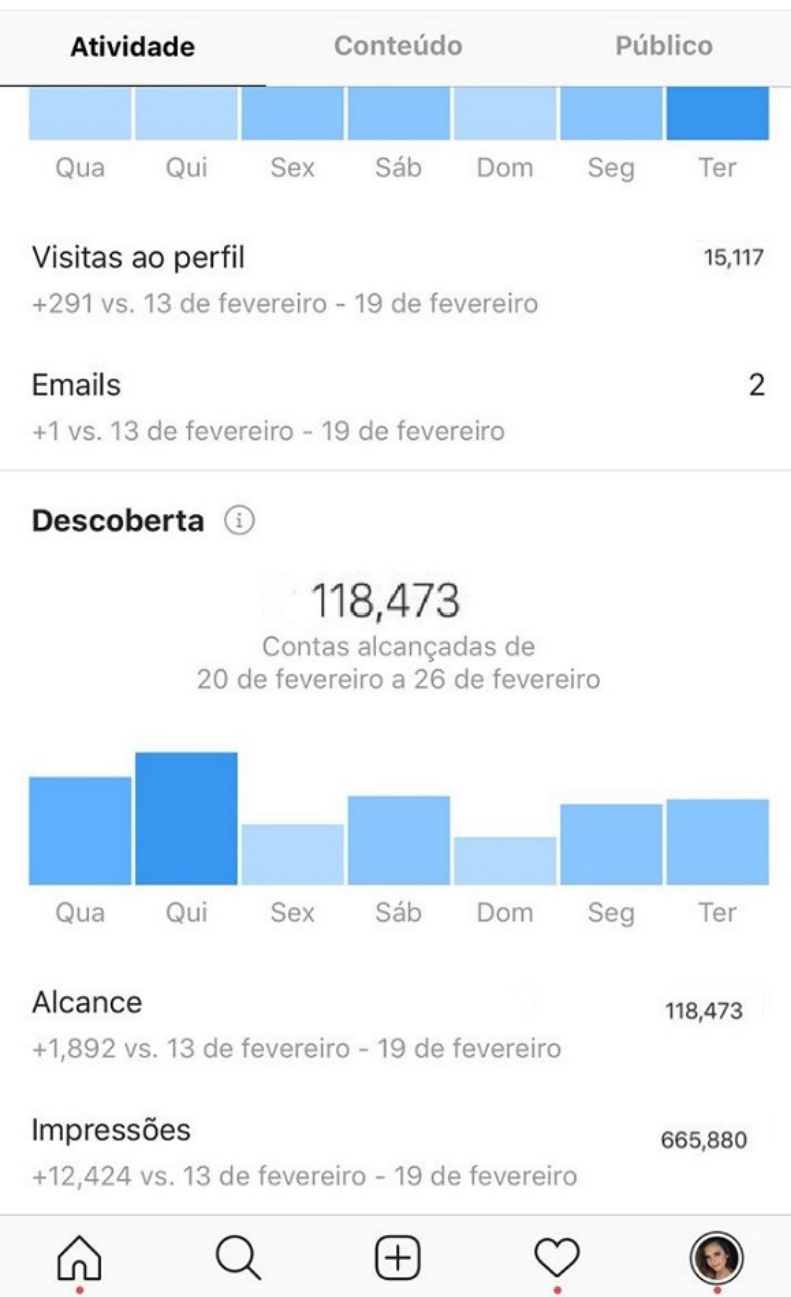 Atividade Conteúdo Público
Qua Qui Sex Sáb Dom Seg Ter
Visitas ao perfil 15,117
+291 vs. 13 de fevereiro - 19 de fevereiro
Emails 2
+1 vs. 13 de fevereiro - 19 de fevereiro
Descoberta
118,473
Contas alcançadas de
20 de fevereiro a 26 de fevereiro
Qua Qui Sex Sáb Dom Seg Ter
Alcance 118,473
+1,892 vs. 13 de fevereiro - 19 de fevereiro
Impressões 665,880
+12,424 vs. 13 de fevereiro - 19 de fevereiro